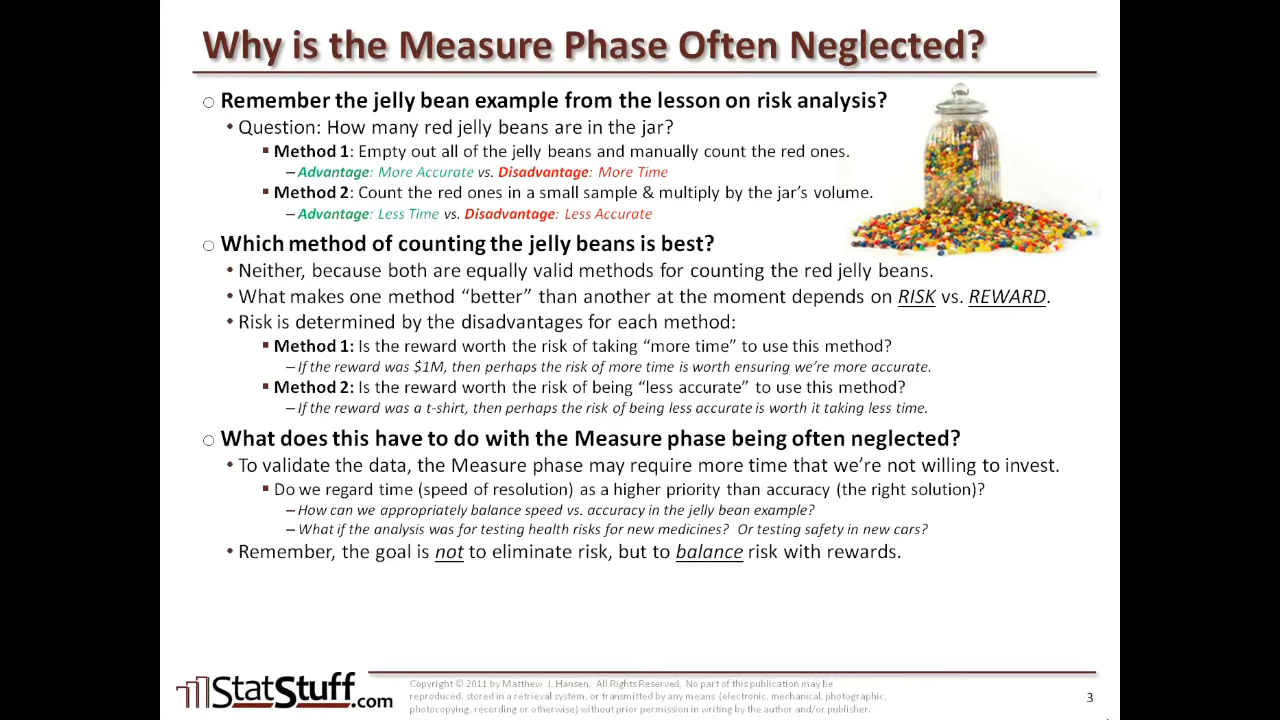 Why is the Measure Phase Often Neglected?
○ Remember the jelly bean example from the lesson on risk analysis?
• Question: How many red jelly beans are in the jar?
▪ Method 1: Empty out all of the jelly beans and manually count the red ones.
– Advantage: More Accurate vs. Disadvantage: More Time
▪ Method 2: Count the red ones in a small sample & multiply by the jar's volume.
– Advantage: Less Time vs. Disadvantage: Less Accurate
○ Which method of counting the jelly beans is best?
• Neither, because both are equally valid methods for counting the red jelly beans.
• What makes one method "better" than another at the moment depends on RISK vs. REWARD.
• Risk is determined by the disadvantages for each method:
▪ Method 1: Is the reward worth the risk of taking "more time" to use this method?
– If the reward was $1M, then perhaps the risk of more time is worth ensuring we're more accurate.
▪ Method 2: Is the reward worth the risk of being "less accurate" to use this method?
– If the reward was a t-shirt, then perhaps the risk of being less accurate is worth it taking less time.
○ What does this have to do with the Measure phase being often neglected?
• To validate the data, the Measure phase may require more time that we're not willing to invest.
▪ Do we regard time (speed of resolution) as a higher priority than accuracy (the right solution)?
– How can we appropriately balance speed vs. accuracy in the jelly bean example?
– What if the analysis was for testing health risks for new medicines? Or testing safety in new cars?
• Remember, the goal is not to eliminate risk, but to balance risk with rewards.
StatStuff.com
Copyright © 2011 by Matthew J. Hansen. All Rights Reserved. No part of this publication may be
reproduced, stored in a retrieval system, or transmitted by any means (electronic, mechanical, photographic,
photocopying, recording or otherwise) without prior permission in writing by the author and/or publisher.
3